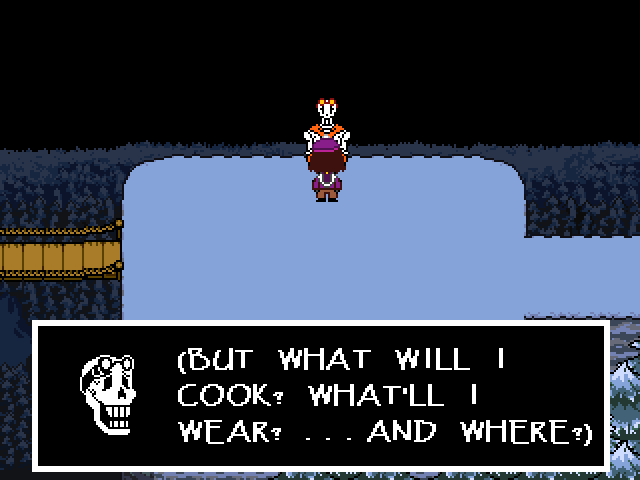 (BUT WHAT WILL I
COOK? WHAT'LL I
WEAR? ...AND WHERE?)